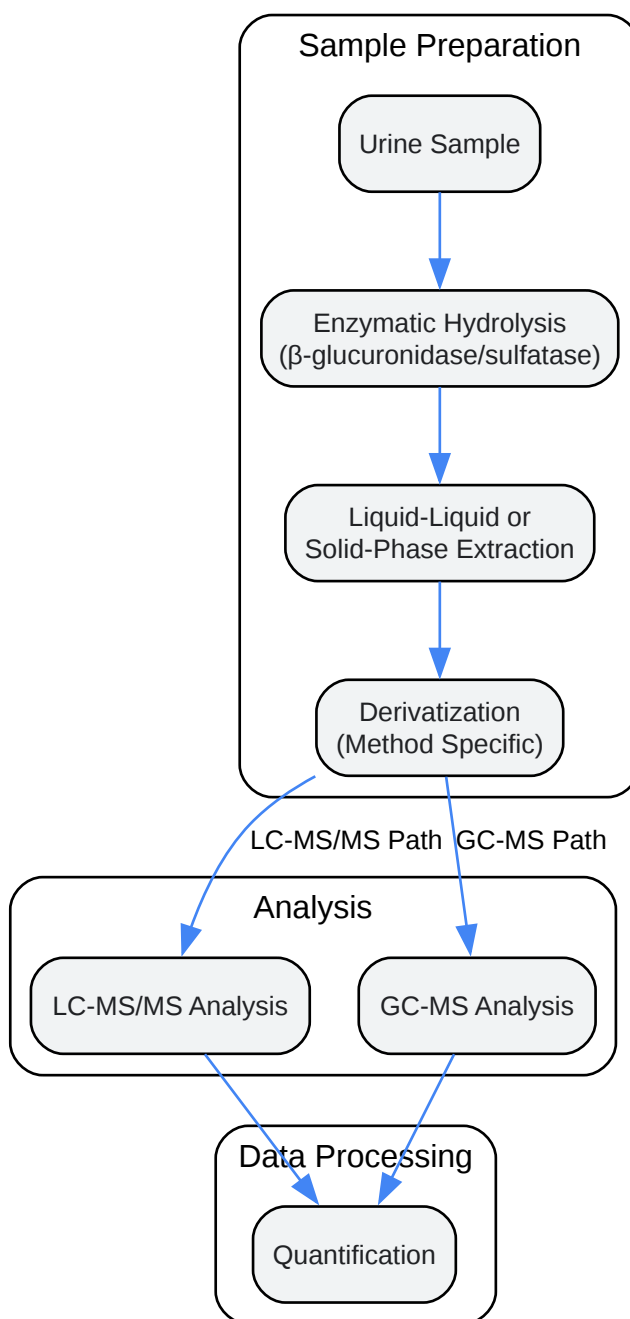 Sample Preparation
Urine Sample
Enzymatic Hydrolysis
(β-glucuronidase/sulfatase)
Liquid-Liquid or
Solid-Phase Extraction
Derivatization
(Method Specific)
LC-MS/MS Path
GC-MS Path
Analysis
LC-MS/MS Analysis
GC-MS Analysis
Data Processing
Quantification